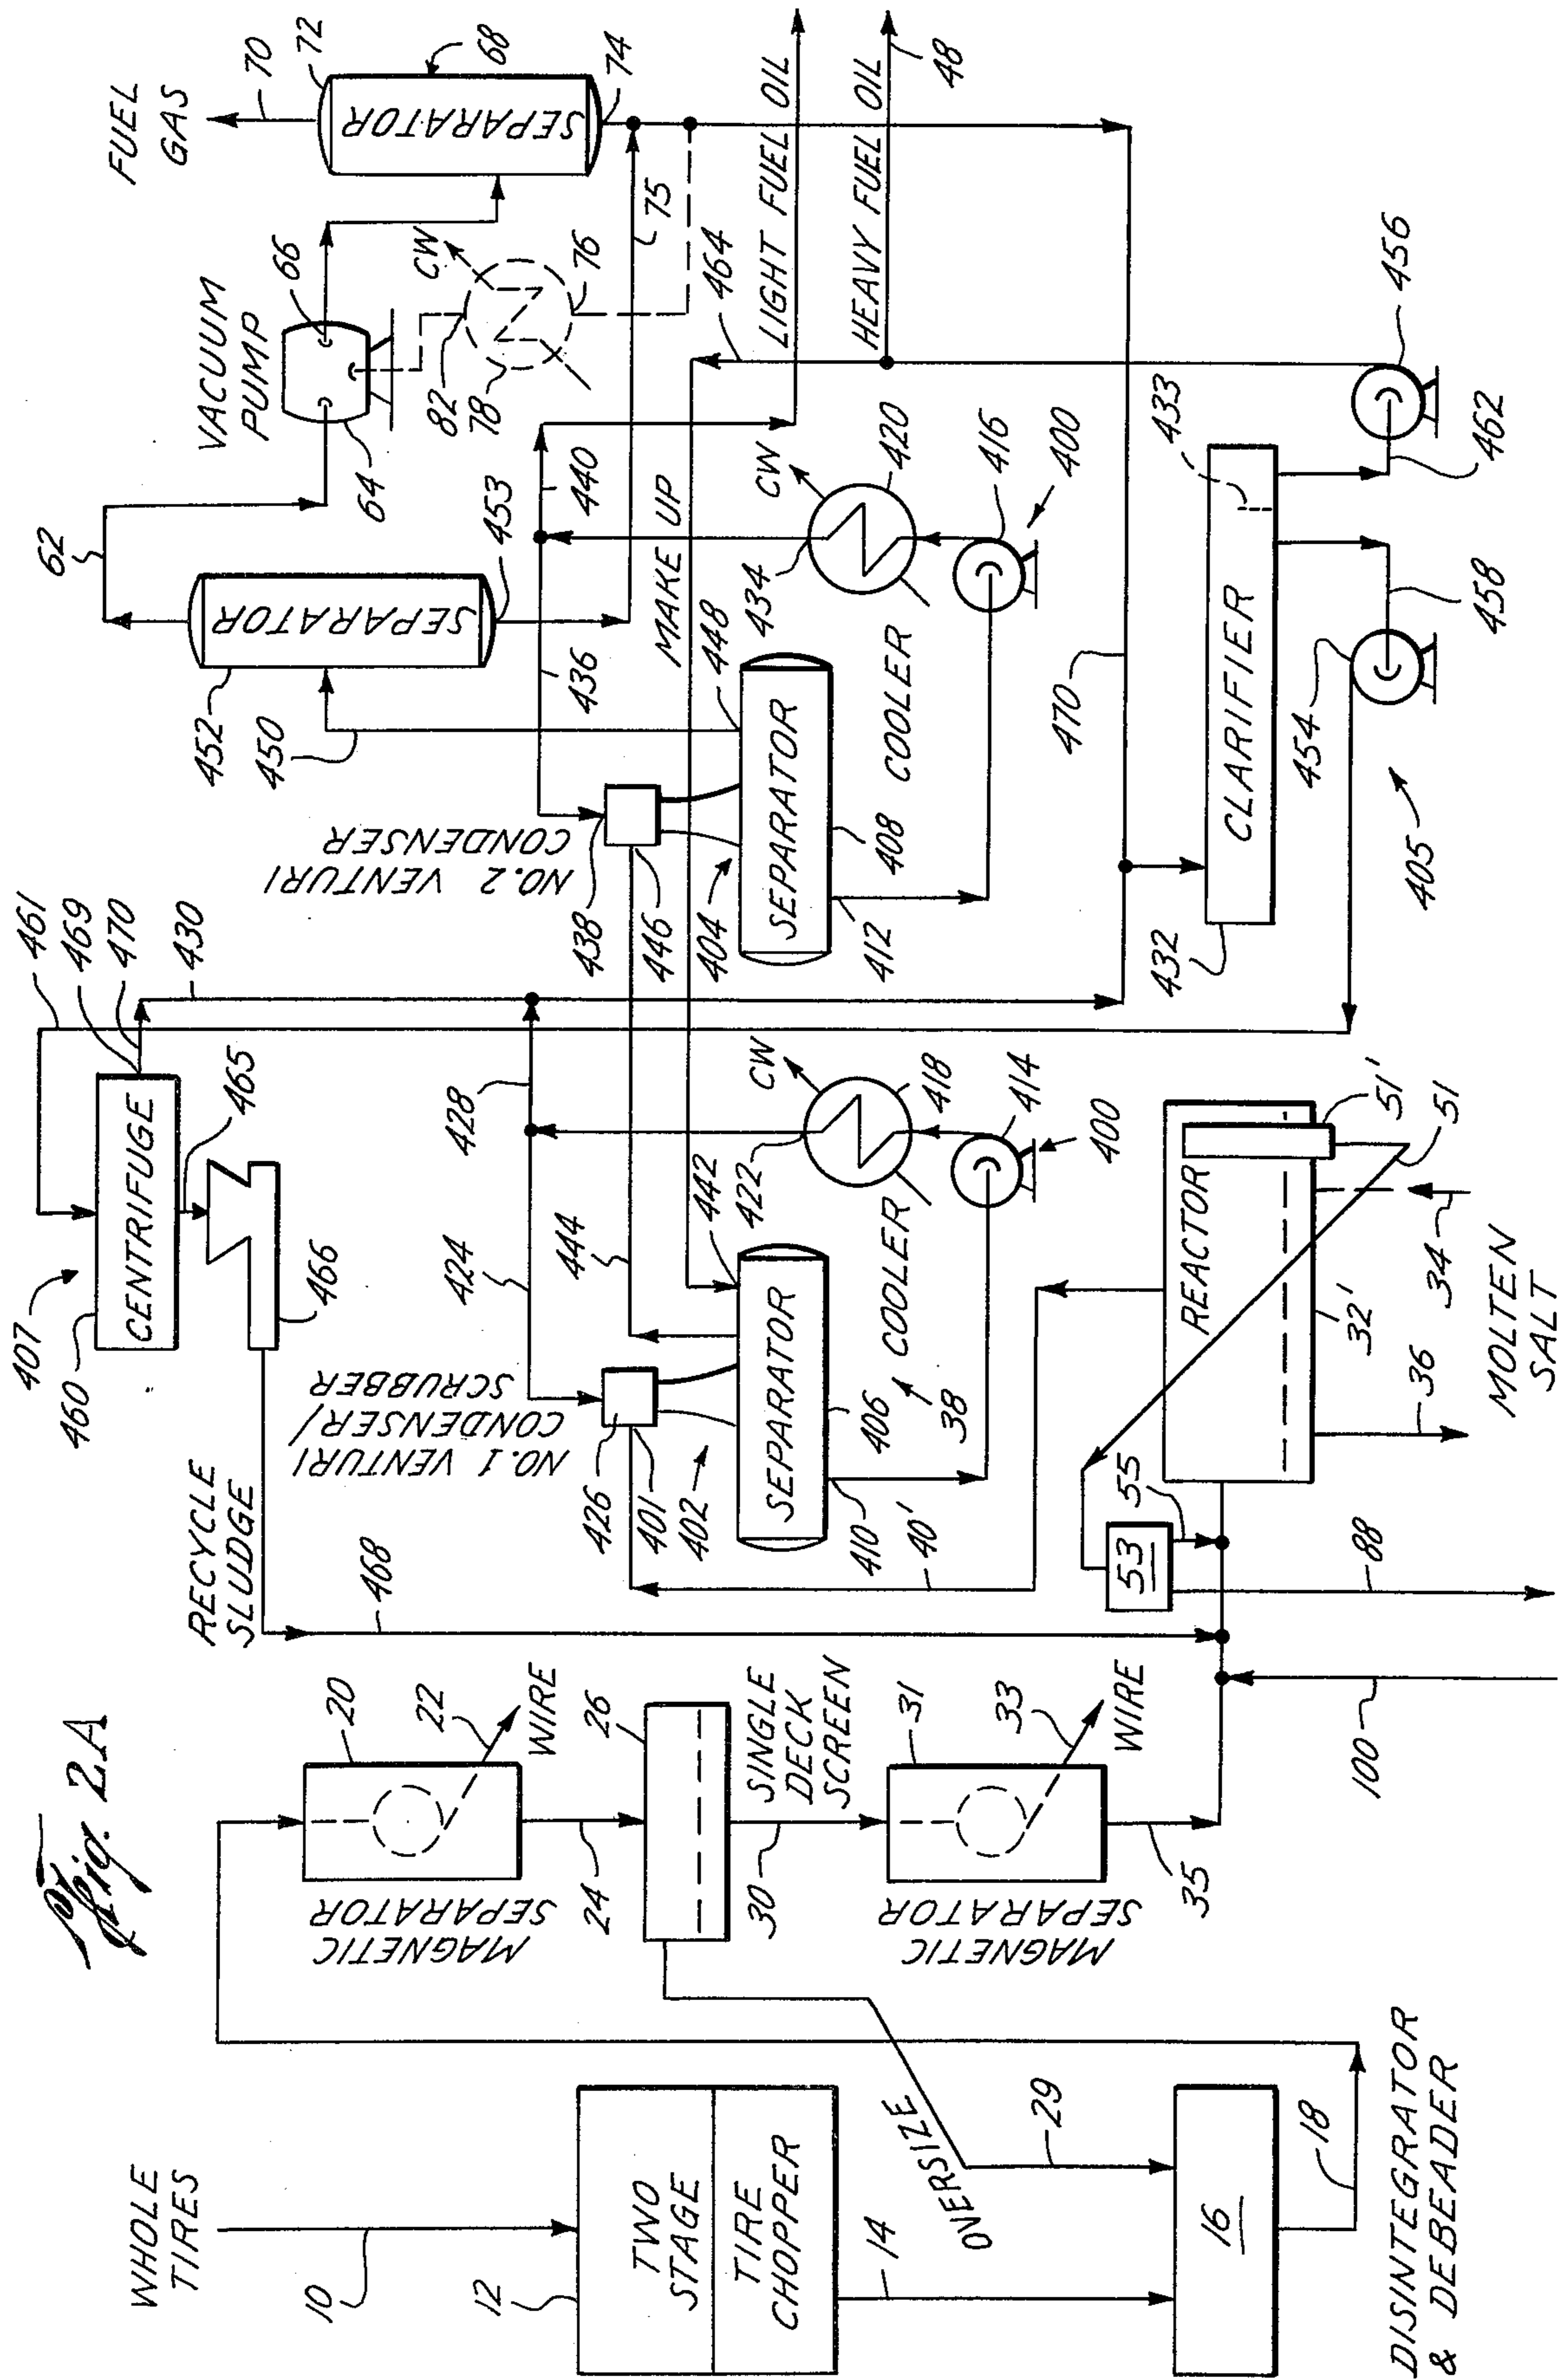 Fig. 2A
WHOLE
TIRES
10
12
TWO
STAGE
TIRE
CHOPPER
14
OVERSIZE
29
16
18
DISINTEGRATOR
& DEBEADER
MAGNETIC
SEPARATOR
20
22
WIRE
24
26
SINGLE
DECK
SCREEN
30
MAGNETIC
SEPARATOR
31
33
WIRE
35
100
RECYCLE
SLUDGE
468
407
460
CENTRIFUGE
461
469
470
430
465
466
NO.1 VENTURI
CONDENSER/
SCRUBBER
424
428
426
401
402
444
442
SEPARATOR
406
410
40'
38
COOLER
422
CW
418
414
400
53
55
88
REACTOR
51'
51
32'
34
36
MOLTEN
SALT
NO.2 VENTURI
CONDENSER
438
446
404
436
440
MAKE UP
448
SEPARATOR
408
412
COOLER
434
CW
420
416
400
62
SEPARATOR
452
450
453
VACUUM
PUMP
64
66
82
78
76
CW
75
FUEL
GAS
70
72
SEPARATOR
68
74
464
LIGHT FUEL OIL
HEAVY FUEL OIL
48
470
CLARIFIER
432
433
454
458
456
462
405